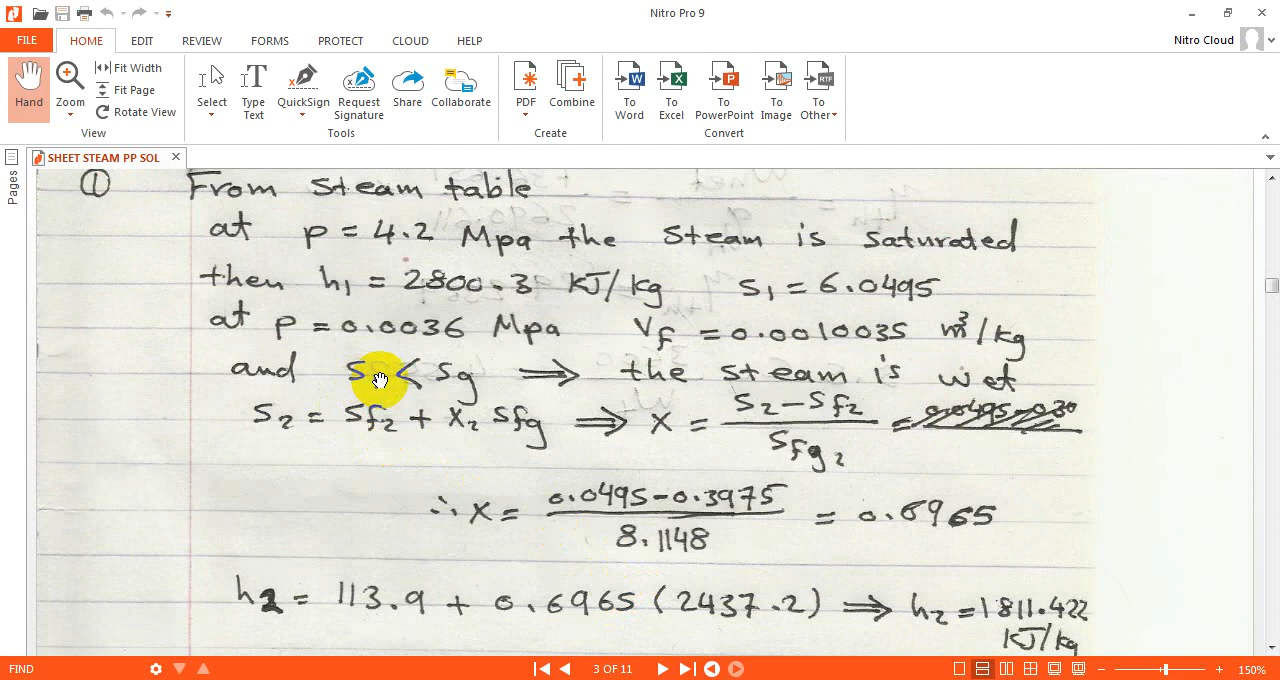 Nitro Pro 9
FILE HOME EDIT REVIEW FORMS PROTECT CLOUD HELP Nitro Cloud
Hand Zoom Fit Width Fit Page Rotate View Select Type Text QuickSign Request Signature Share Collaborate PDF Combine To Word To Excel To PowerPoint To Image To Other
View Tools Create Convert
Pages SHEET STEAM PP SOL
① From steam table
at p = 4.2 Mpa the steam is saturated
then h1 = 2800.3 KJ/kg S1 = 6.0495
at p = 0.0036 Mpa Vf = 0.0010035 m³/kg
and < Sg ⇒ the steam is wet
S2 = Sf2 + X2 Sfg ⇒ X = S2-Sf2 / Sfg2 =
∴ X = 0.0495-0.3975 / 8.1148 = 0.6965
h2 = 113.9 + 0.6965 (2437.2) ⇒ h2 = 1811.422
KJ/kg
FIND 3 OF 11 150%